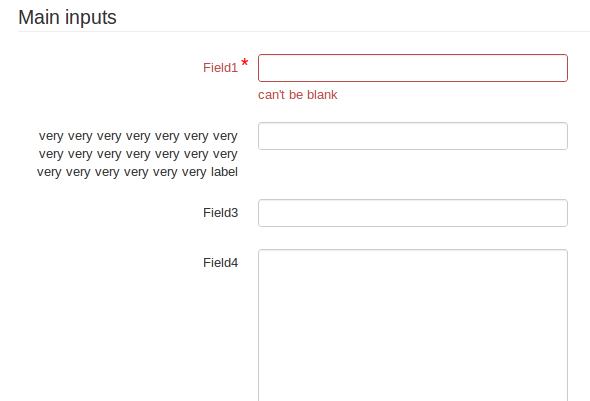 Main inputs
Field1 *
can't be blank
very very very very very very very
very very very very very very very
very very very very very very label
Field3
Field4